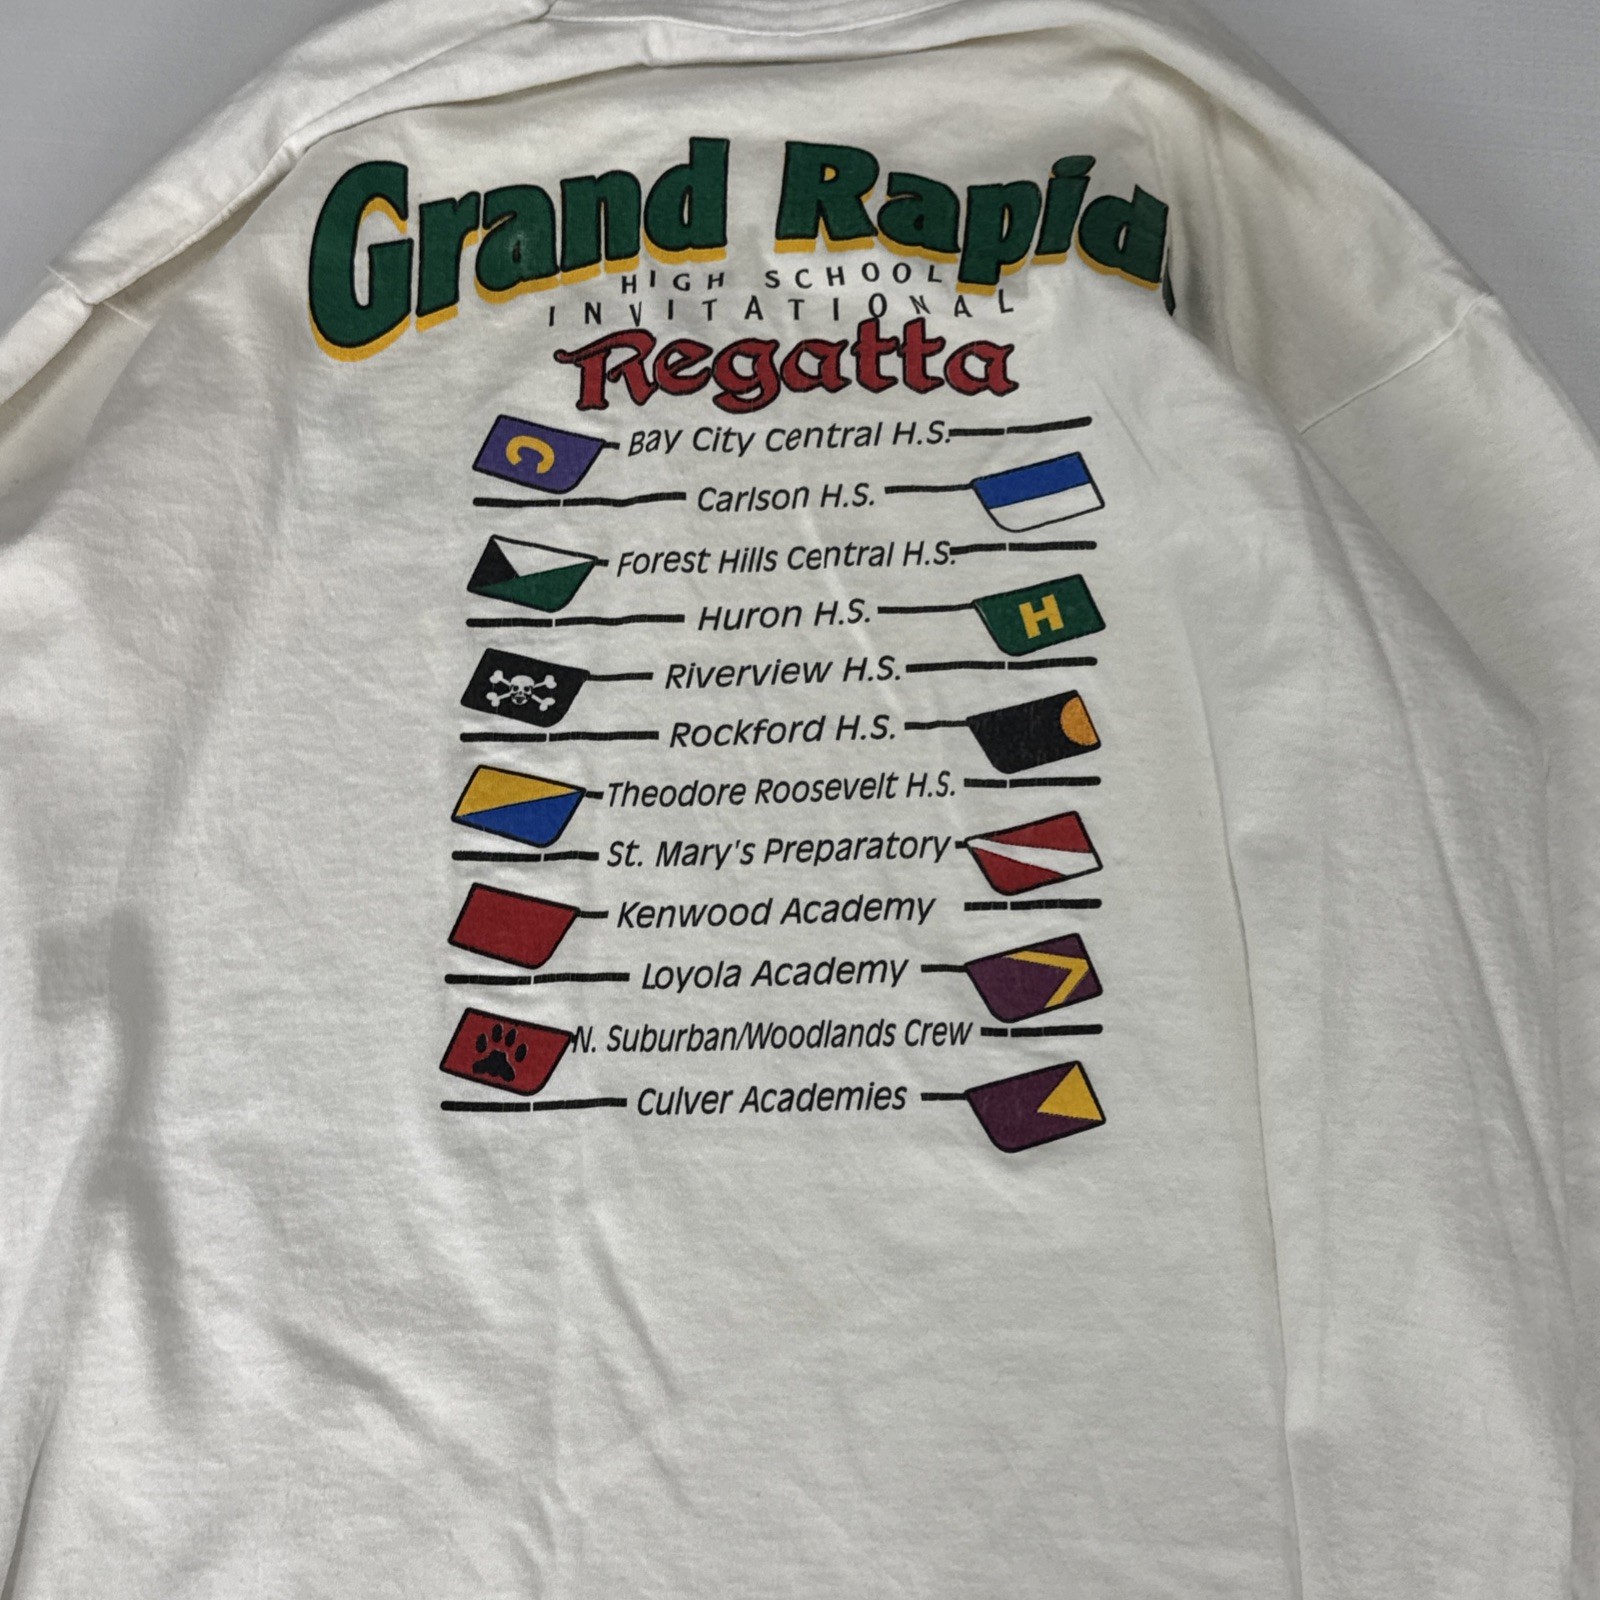 Grand Rapids
HIGH SCHOOL
INVITATIONAL
Regatta
C
Bay City Central H.S.
Carlson H.S.
Forest Hills Central H.S.
Huron H.S.
H
Riverview H.S.
Rockford H.S.
Theodore Roosevelt H.S.
St. Mary's Preparatory
Kenwood Academy
Loyola Academy
N. Suburban/Woodlands Crew
Culver Academies